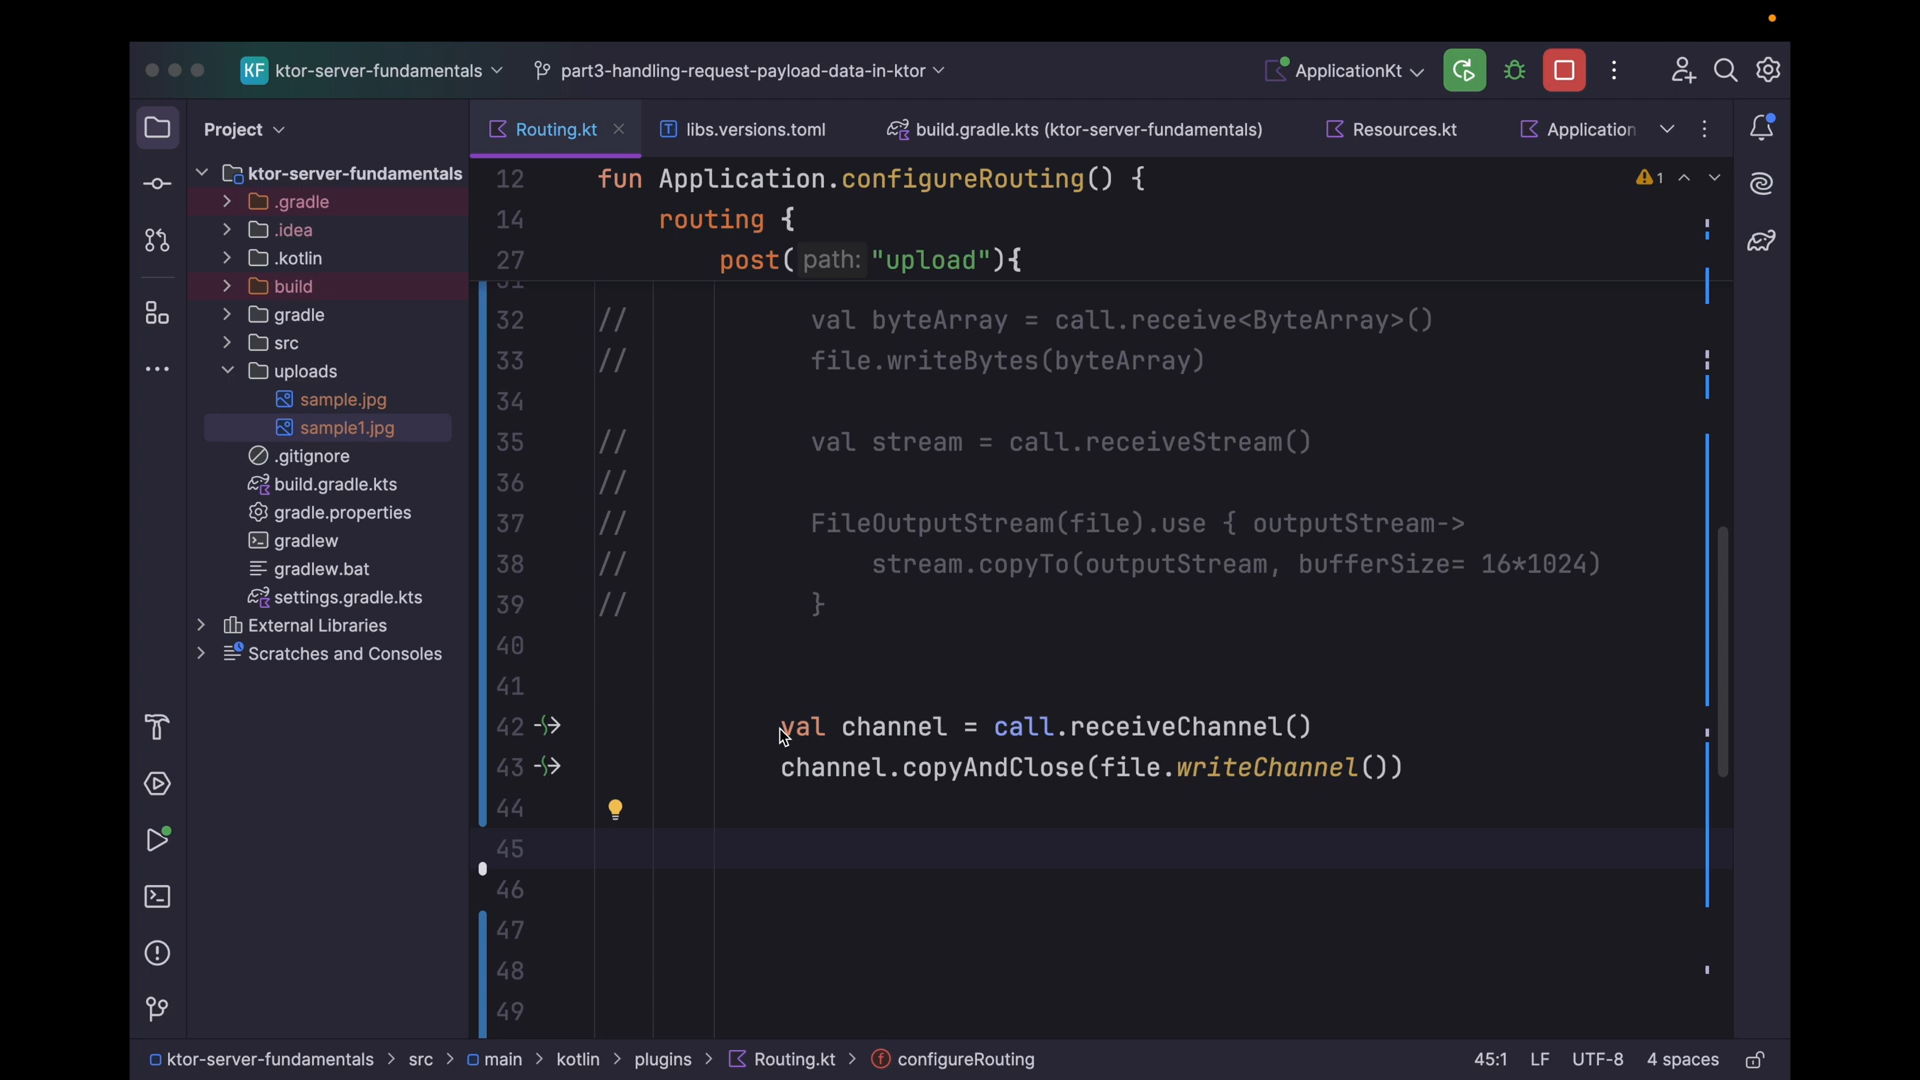 KF ktor-server-fundamentals part3-handling-request-payload-data-in-ktor ApplicationKt
Project
Routing.kt libs.versions.toml build.gradle.kts (ktor-server-fundamentals) Resources.kt Application
ktor-server-fundamentals
.gradle
.idea
.kotlin
build
gradle
src
uploads
sample.jpg
sample1.jpg
.gitignore
build.gradle.kts
gradle.properties
gradlew
gradlew.bat
settings.gradle.kts
External Libraries
Scratches and Consoles
12 fun Application.configureRouting() {
1
14 routing {
27 post( path: "upload"){
31
32 // val byteArray = call.receive<ByteArray>()
33 // file.writeBytes(byteArray)
34
35 // val stream = call.receiveStream()
36 //
37 // FileOutputStream(file).use { outputStream->
38 // stream.copyTo(outputStream, bufferSize= 16*1024)
39 // }
40
41
42 val channel = call.receiveChannel()
43 channel.copyAndClose(file.writeChannel())
44
45
46
47
48
49
ktor-server-fundamentals > src > main > kotlin > plugins > Routing.kt > configureRouting 45:1 LF UTF-8 4 spaces